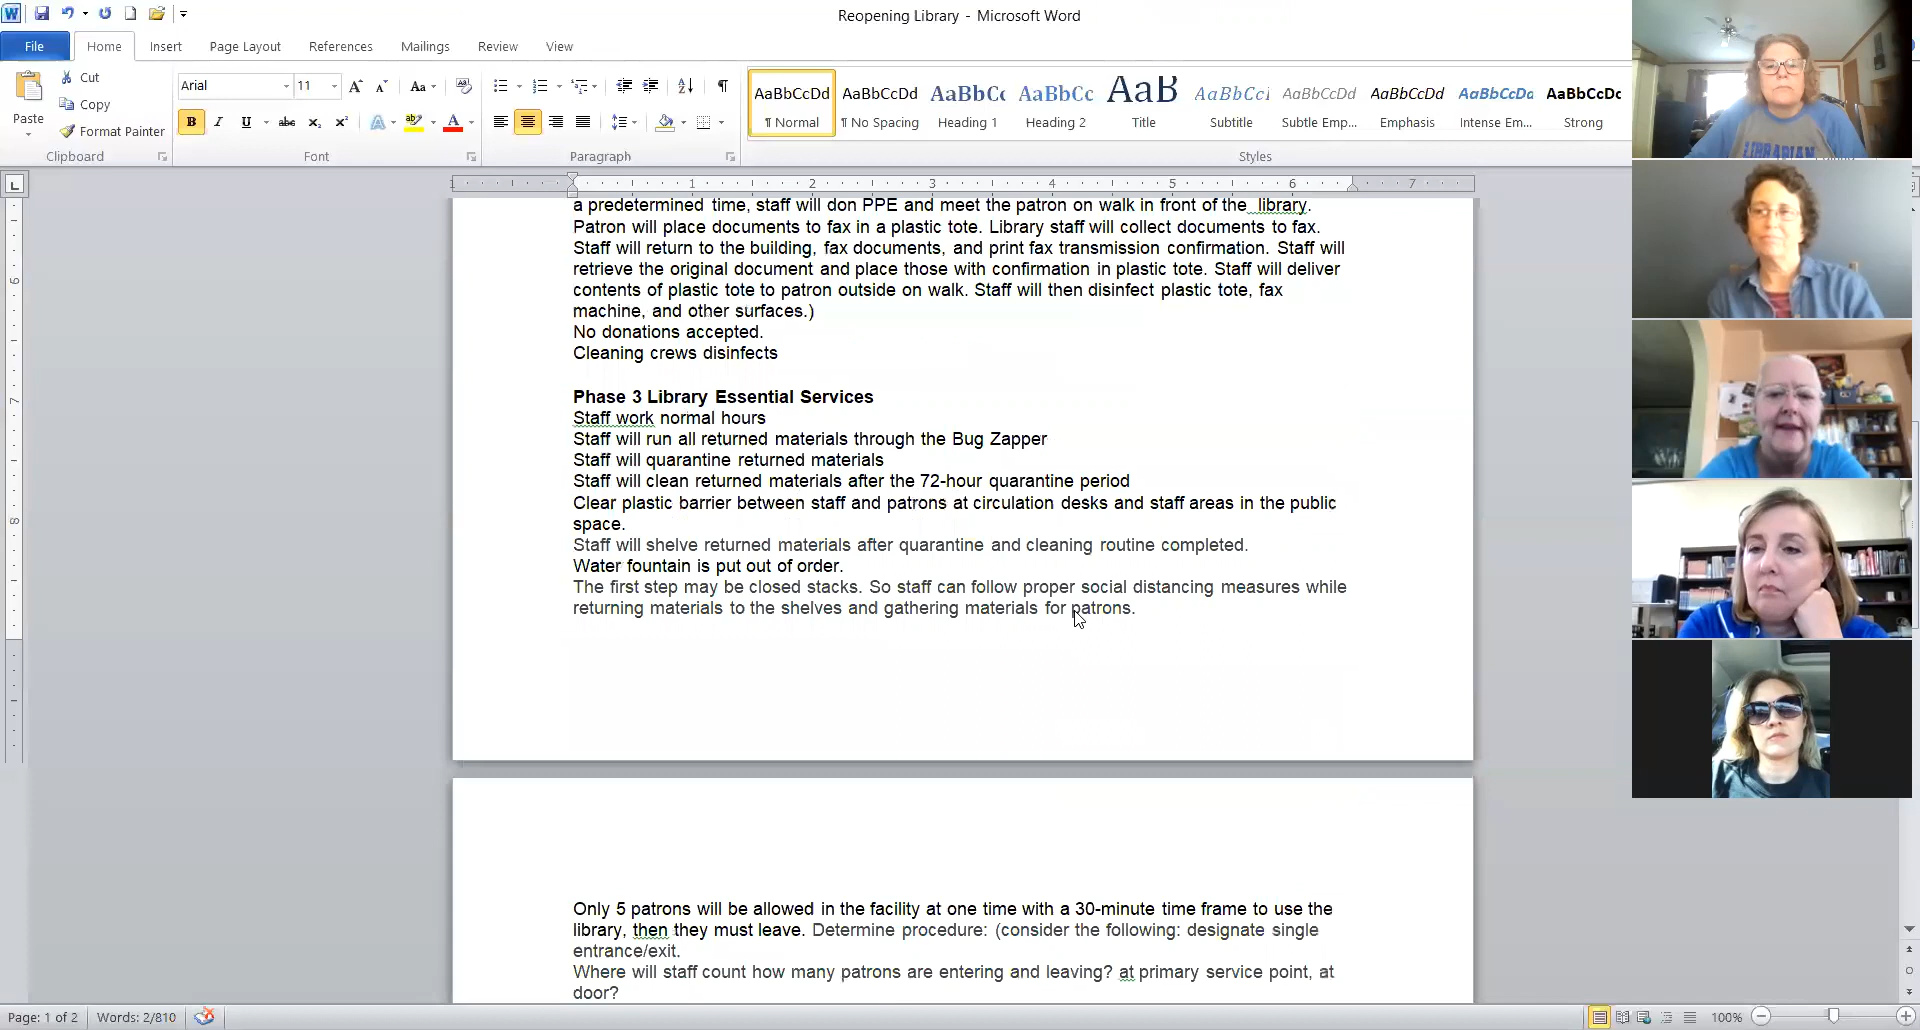 Reopening Library - Microsoft Word
File Home Insert Page Layout References Mailings Review View
Paste
Cut
Copy
Format Painter
Clipboard
Arial 11
Font
Paragraph
AaBbCcDd AaBbCcDd AaBbCc AaBbCc AaB AaBbCcI AaBbCcDd AaBbCcDd AaBbCcDd AaBbCcDc
¶ Normal ¶ No Spacing Heading 1 Heading 2 Title Subtitle Subtle Emp... Emphasis Intense Em... Strong
Styles
LIBRARIAN
1 1 2 3 4 5 6 7
a predetermined time, staff will don PPE and meet the patron on walk in front of the library.
Patron will place documents to fax in a plastic tote. Library staff will collect documents to fax.
Staff will return to the building, fax documents, and print fax transmission confirmation. Staff will
retrieve the original document and place those with confirmation in plastic tote. Staff will deliver
contents of plastic tote to patron outside on walk. Staff will then disinfect plastic tote, fax
machine, and other surfaces.)
No donations accepted.
Cleaning crews disinfects
Phase 3 Library Essential Services
Staff work normal hours
Staff will run all returned materials through the Bug Zapper
Staff will quarantine returned materials
Staff will clean returned materials after the 72-hour quarantine period
Clear plastic barrier between staff and patrons at circulation desks and staff areas in the public
space.
Staff will shelve returned materials after quarantine and cleaning routine completed.
Water fountain is put out of order.
The first step may be closed stacks. So staff can follow proper social distancing measures while
returning materials to the shelves and gathering materials for patrons.
Only 5 patrons will be allowed in the facility at one time with a 30-minute time frame to use the
library, then they must leave. Determine procedure: (consider the following: designate single
entrance/exit.
Where will staff count how many patrons are entering and leaving? at primary service point, at
door?
6
7
8
Page: 1 of 2 Words: 2/810
100%